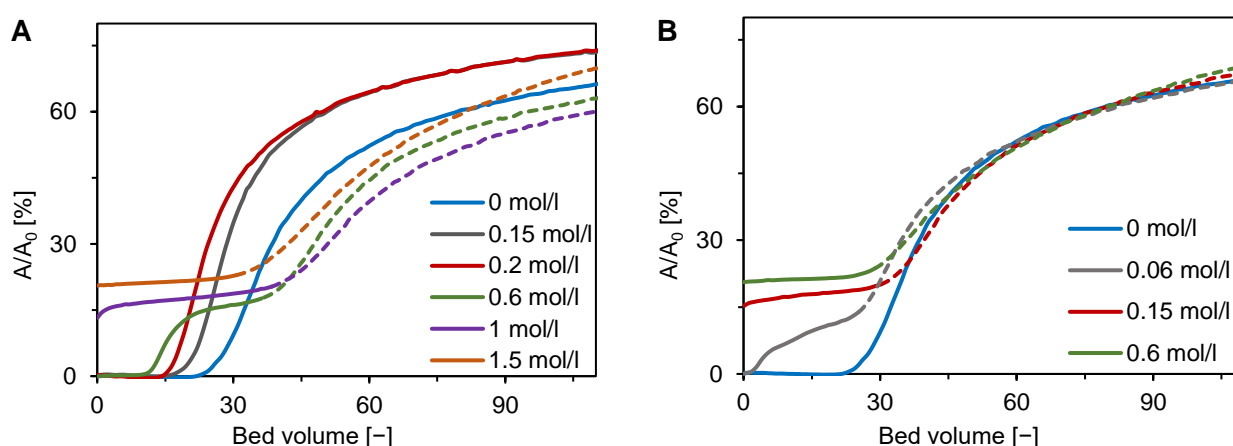 A
A/A0 [%]
60
30
0
0 mol/l
0.15 mol/l
0.2 mol/l
0.6 mol/l
1 mol/l
1.5 mol/l
0
30
60
90
Bed volume [−]
B
A/A0 [%]
60
30
0
0 mol/l
0.06 mol/l
0.15 mol/l
0.6 mol/l
0
30
60
90
Bed volume [−]